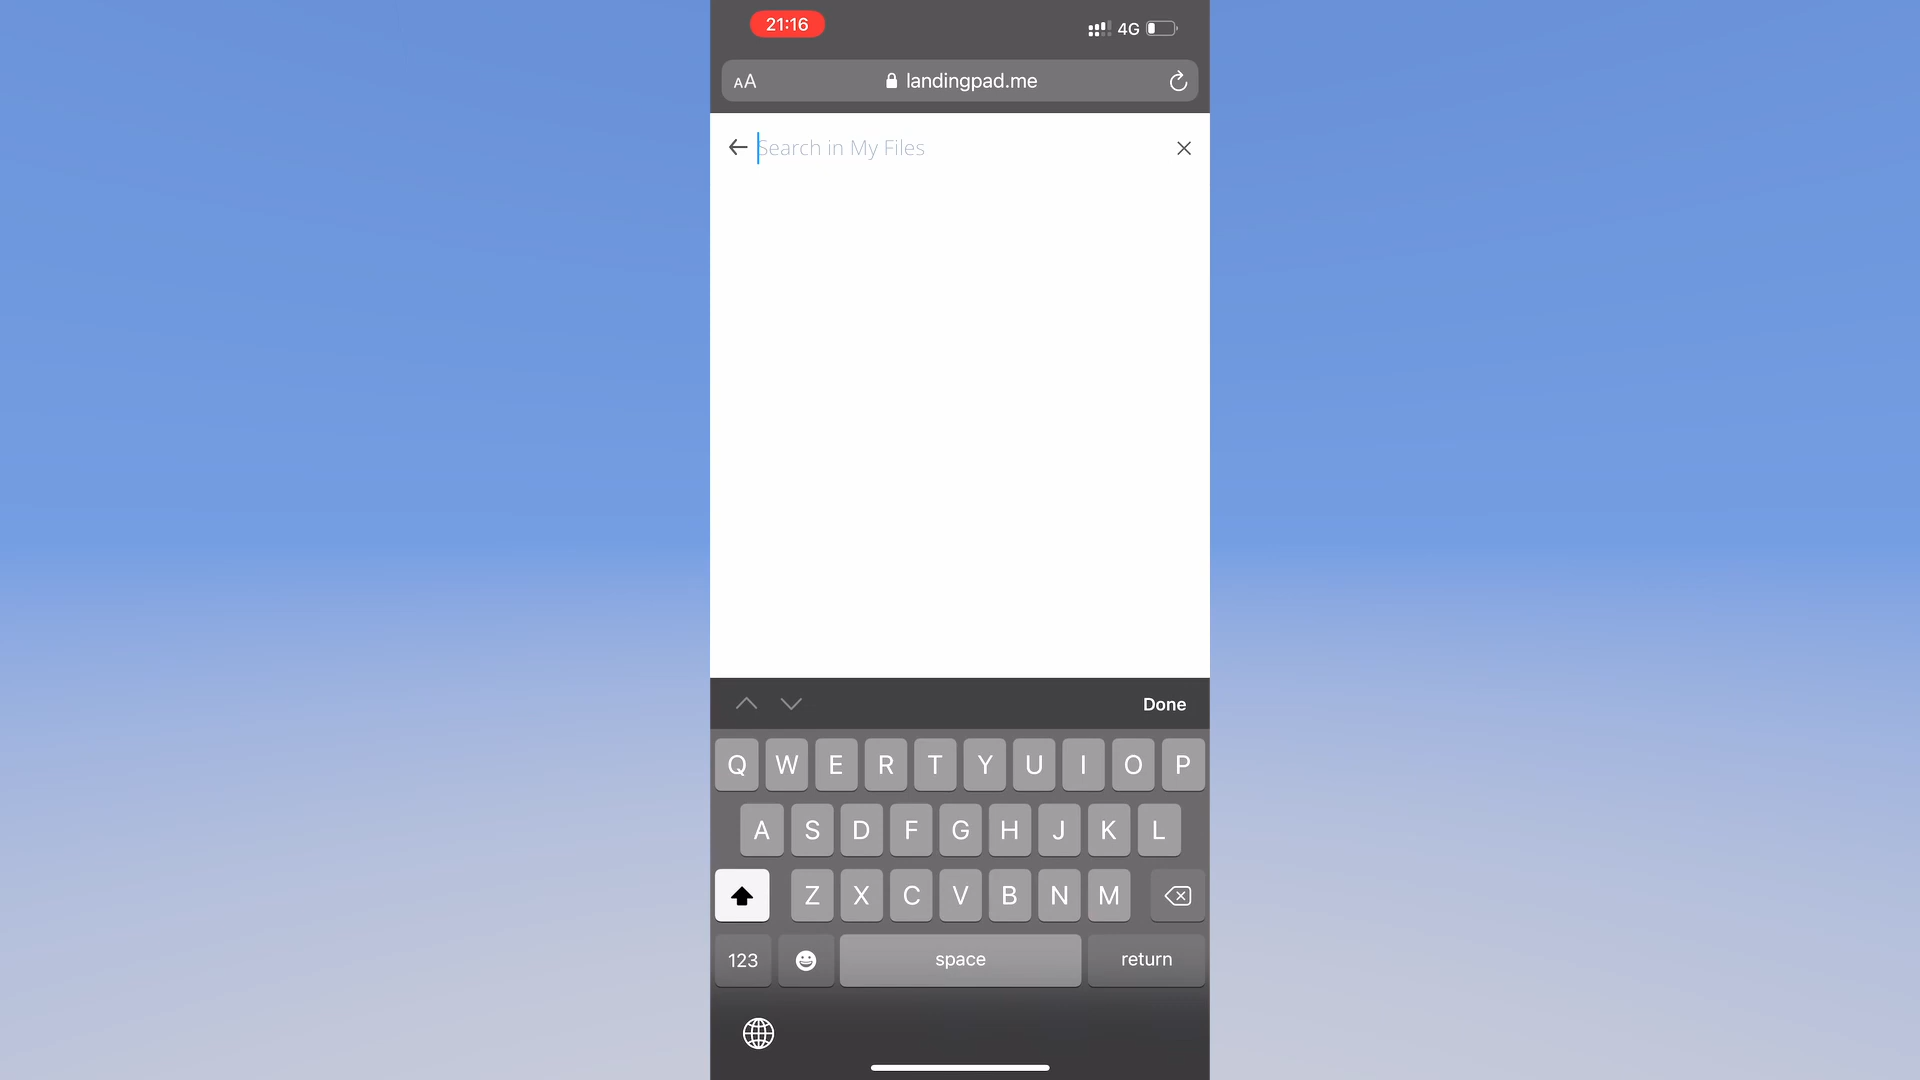 21:16
4G
AA
landingpad.me
Search in My Files
Done
Q W E R T Y U I O P
A S D F G H J K L
Z X C V B N M
123
space
return